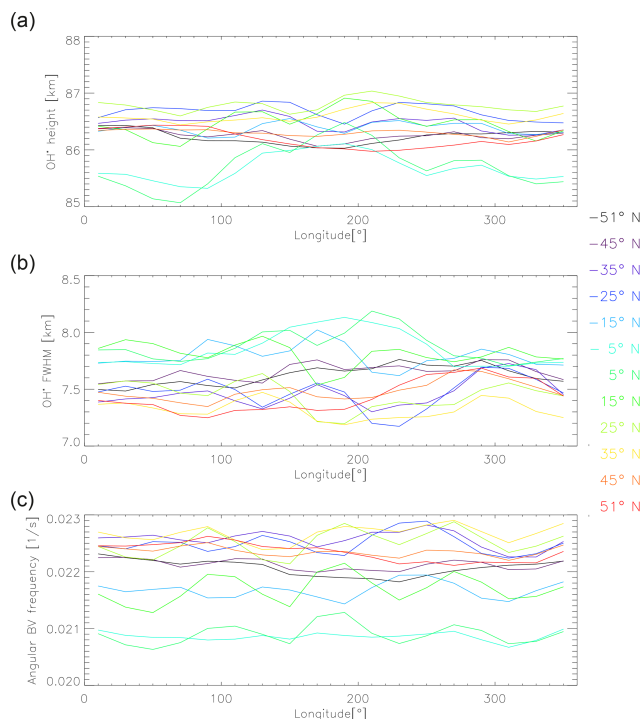 (a)
88
87
86
85
OH* height [km]
0
100
200
300
Longitude[°]
(b)
8.5
8.0
7.5
7.0
OH* FWHM [km]
0
100
200
300
Longitude[°]
(c)
0.023
0.022
0.021
0.020
Angular BV frequency [1/s]
0
100
200
300
Longitude[°]
−51° N
−45° N
−35° N
−25° N
−15° N
− 5° N
5° N
15° N
25° N
35° N
45° N
51° N